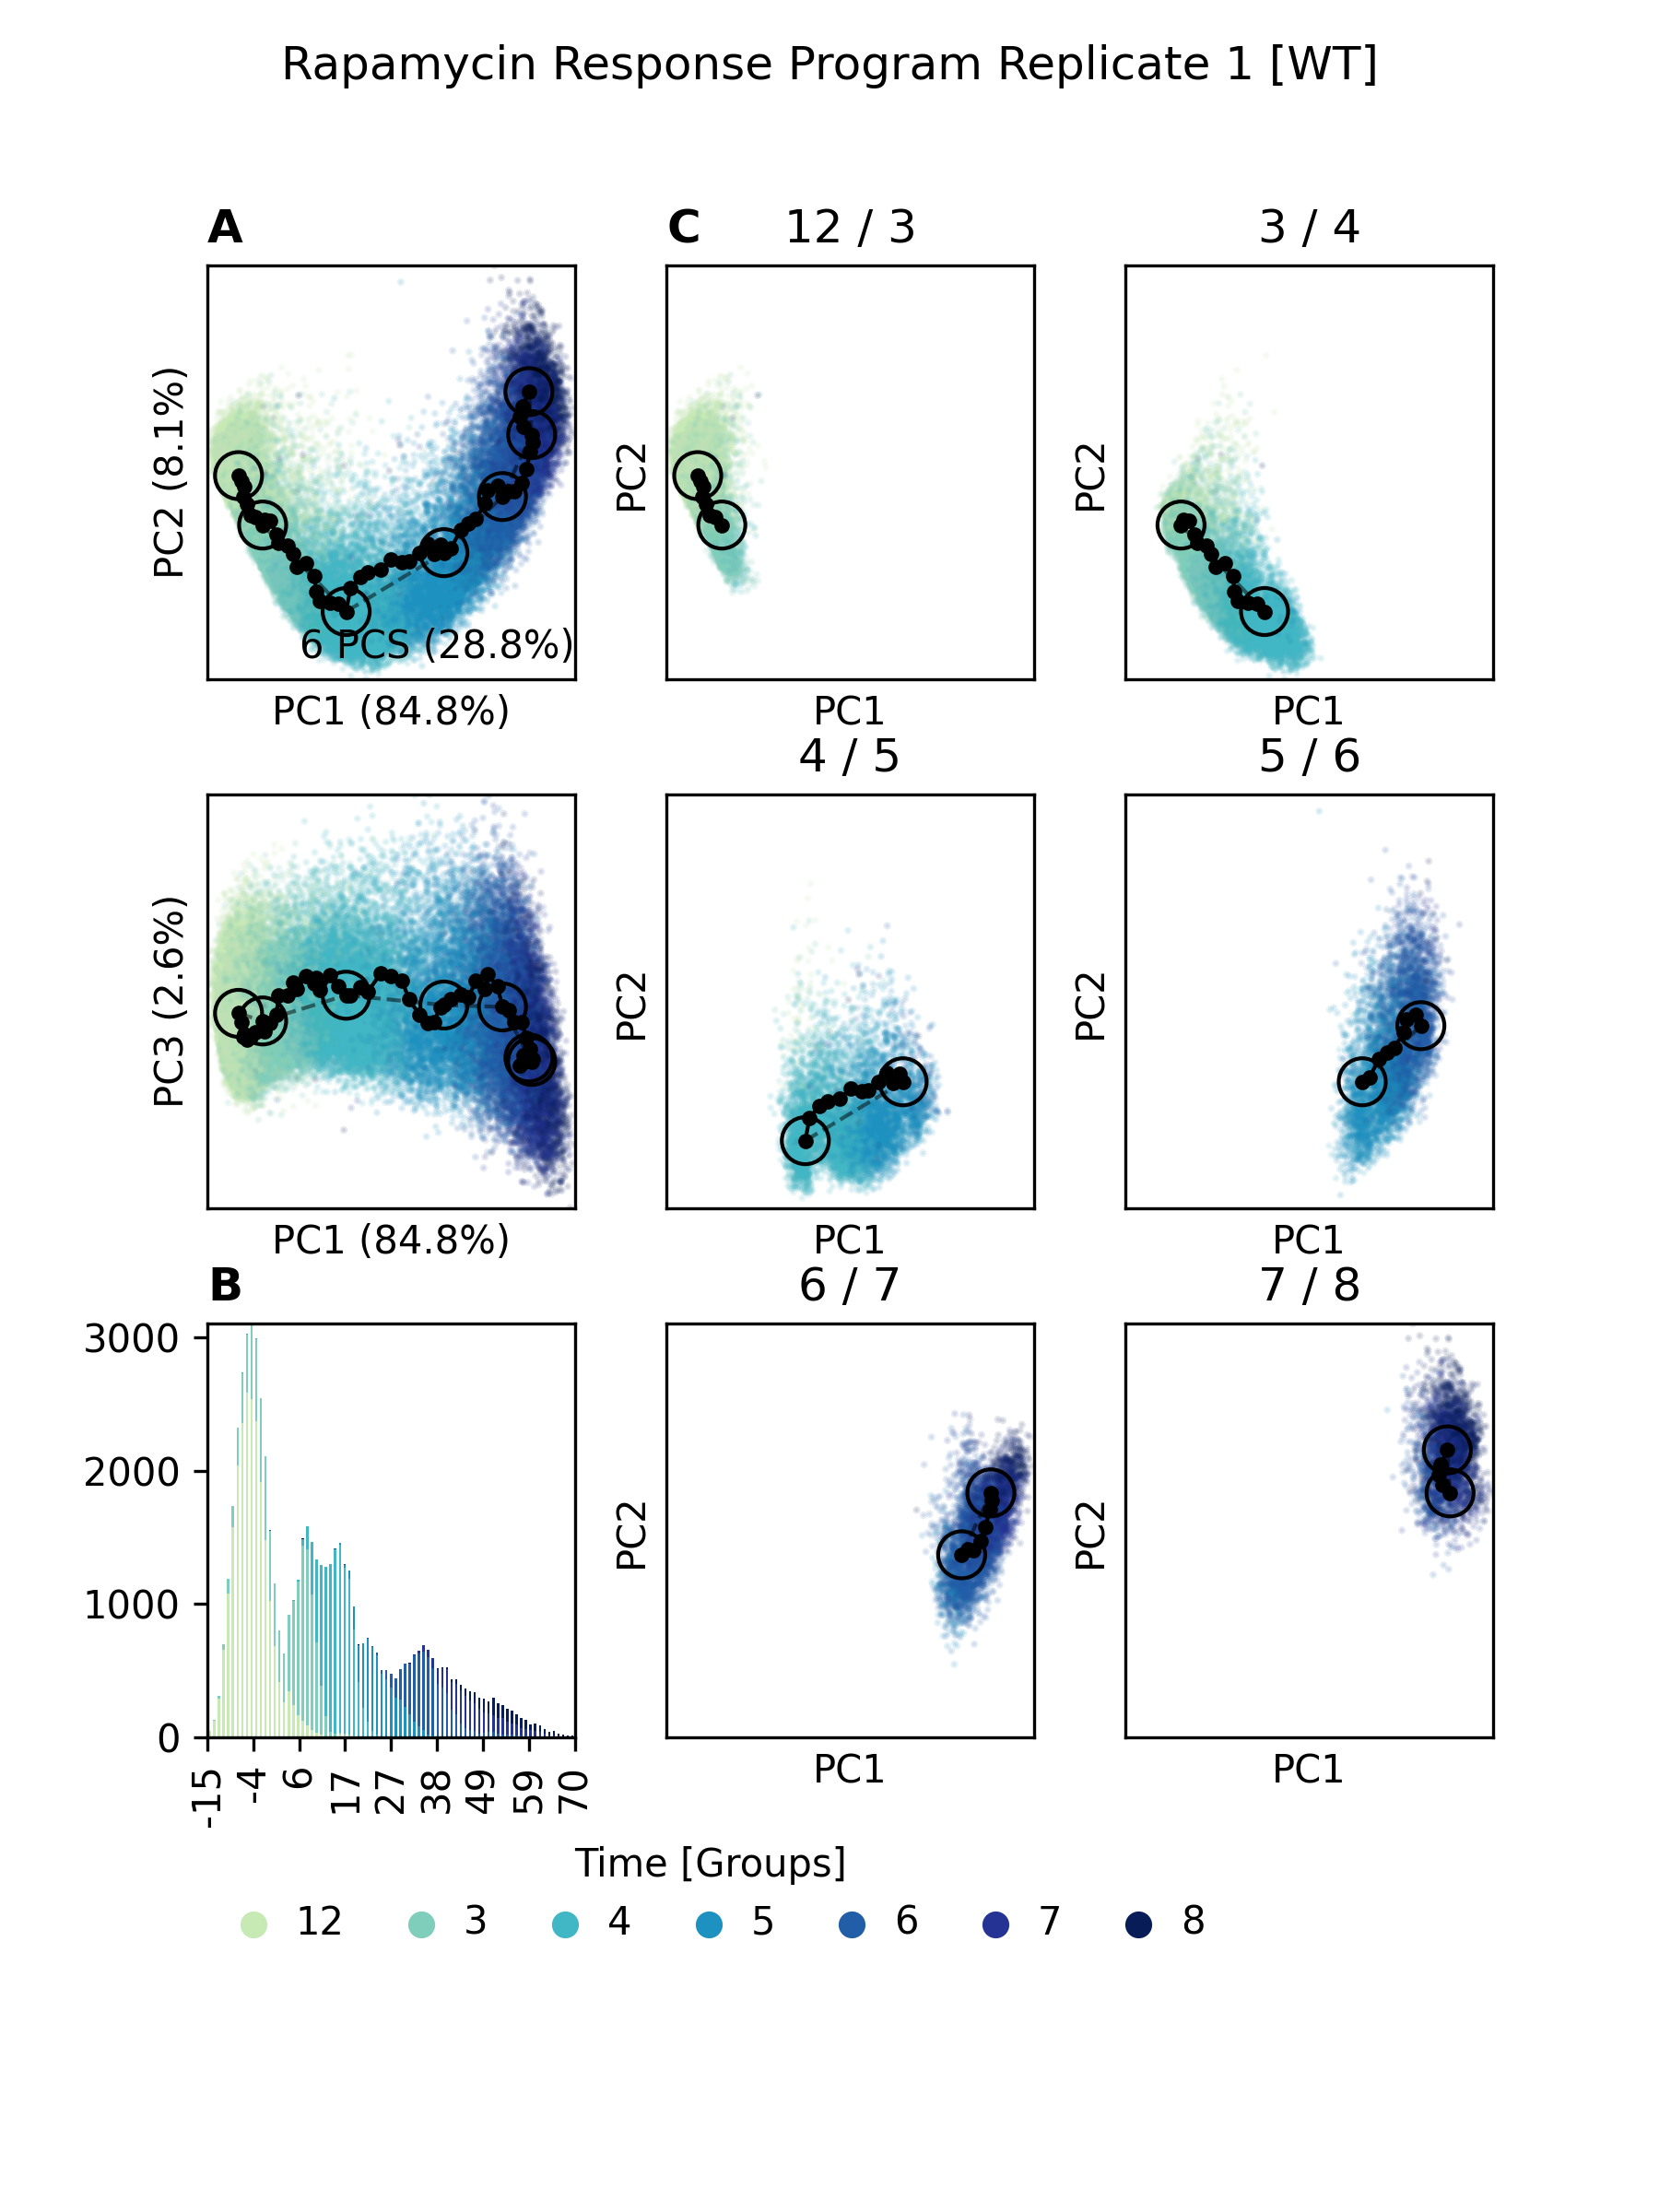 Rapamycin Response Program Replicate 1 [WT]
A
PC2 (8.1%)
6 PCS (28.8%)
PC1 (84.8%)
C
12 / 3
PC2
PC1
3 / 4
PC2
PC1
PC3 (2.6%)
PC1 (84.8%)
4 / 5
PC2
PC1
5 / 6
PC2
PC1
B
3000
2000
1000
0
-15 -4 6 17 27 38 49 59 70
6 / 7
PC2
PC1
7 / 8
PC2
PC1
Time [Groups]
12 3 4 5 6 7 8